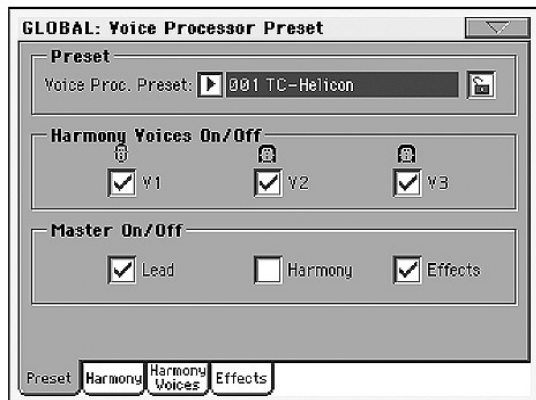 GLOBAL: Voice Processor Preset
Preset
Voice Proc. Preset: 001 TC-Helicon
Harmony Voices On/Off
V1 V2 V3
Master On/Off
Lead Harmony Effects
Preset Harmony Harmony Voices Effects